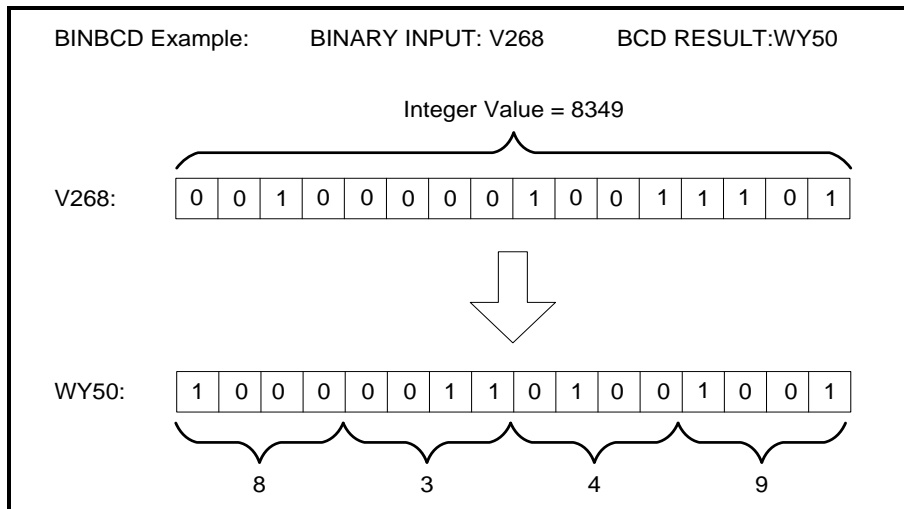 BINBCD Example: BINARY INPUT: V268 BCD RESULT:WY50
Integer Value = 8349
V268: 0 0 1 0 0 0 0 0 1 0 0 1 1 1 0 1
WY50: 1 0 0 0 0 0 1 1 0 1 0 0 1 0 0 1
8 3 4 9